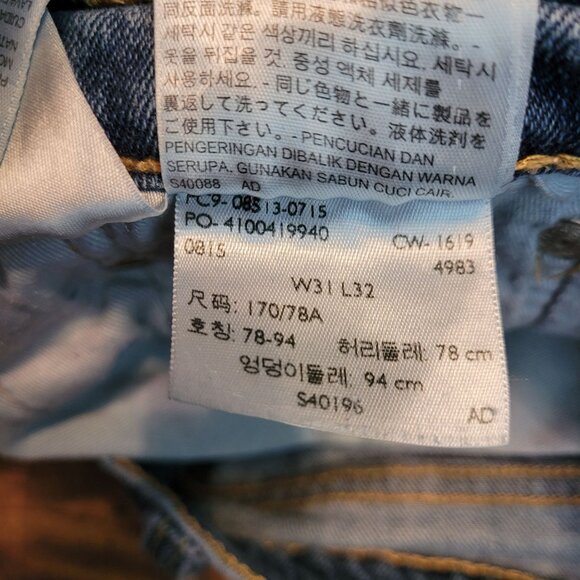 同反面洗滌。請用液態洗衣劑洗滌。-
세탁시 같은 색상끼리 하십시요. 세탁시
옷을 뒤집을 것. 중성 액체 세제를
사용하세요. - 同じ色物と一緒に製品を
裏返して洗ってください。液体洗剤を
ご使用下さい。- PENCUCIAN DAN
PENGERINGAN DIBALIK DENGAN WARNA
SERUPA. GUNAKAN SABUN CUCI CAIR.
S40088 AD
PC9-08513-0715
PO- 4100419940
CW- 1619
0815
4983
W31 L32
尺码: 170/78A
호칭: 78-94 허리둘레: 78 cm
엉덩이둘레: 94 cm
S40196
AD